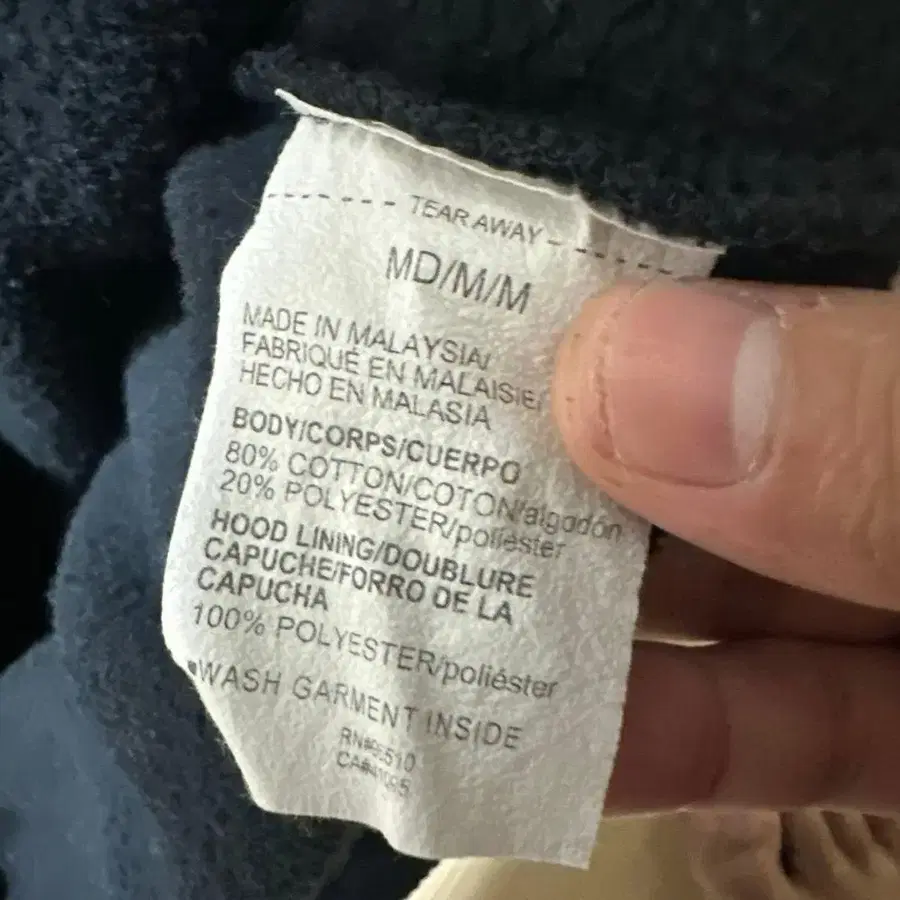 TEAR AWAY
MD/M/M
MADE IN MALAYSIA/
FABRIQUÉ EN MALAISIE/
HECHO EN MALASIA
BODY/CORPS/CUERPO
80% COTTON/COTON/algodón
20% POLYESTER/poliéster
HOOD LINING/DOUBLURE
CAPUCHE/FORRO DE LA
CAPUCHA
100% POLYESTER/poliéster
•WASH GARMENT INSIDE